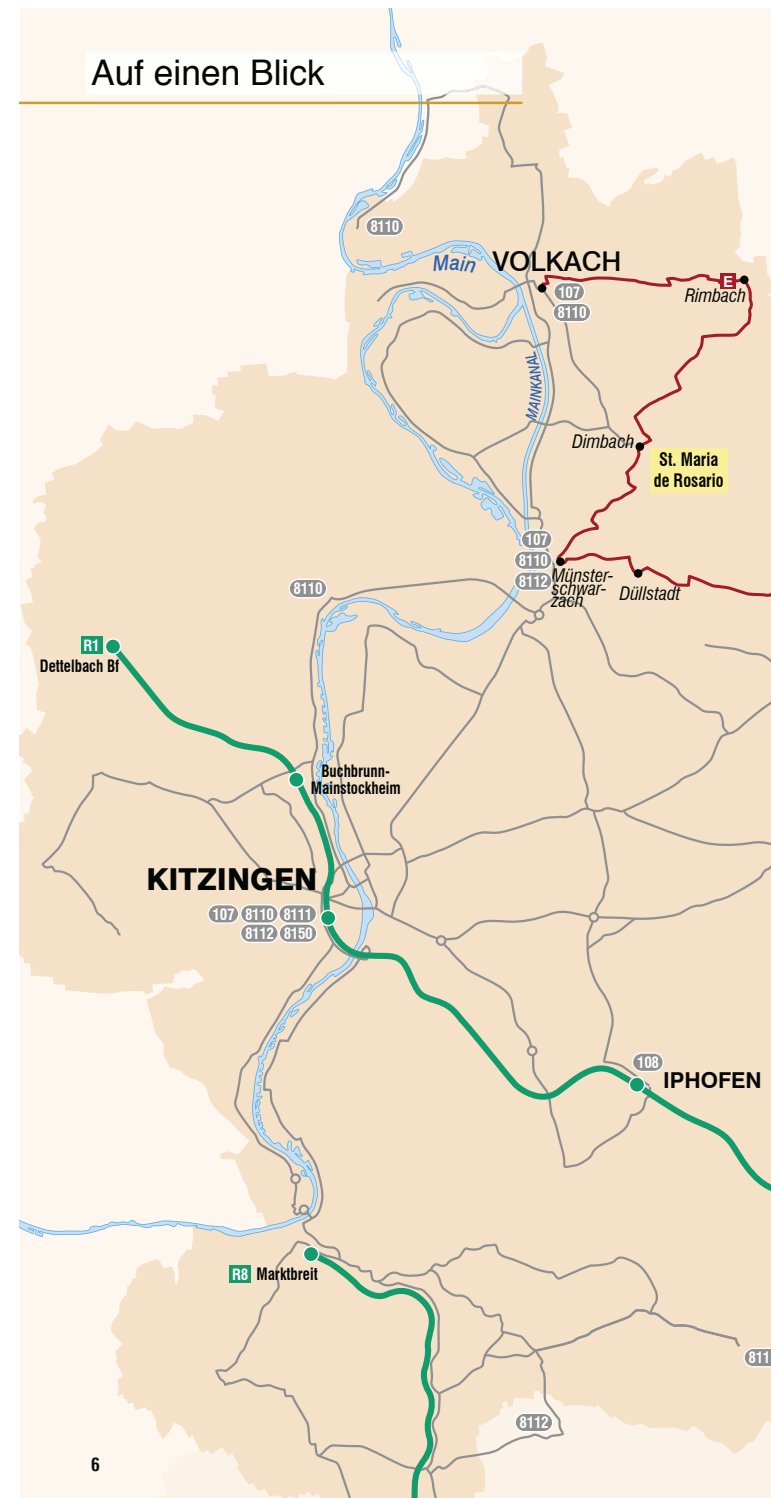 Auf einen Blick
8110
Main
VOLKACH
107
8110
E
Rimbach
MAINKANAL
Dimbach
St. Maria
de Rosario
107
8110
8112
Münster-
schwar-
zach
Düllstadt
8110
R1
Dettelbach Bf
Buchbrunn-
Mainstockheim
KITZINGEN
107 8110 8111
8112 8150
108
IPHOFEN
R8 Marktbreit
811
8112
6